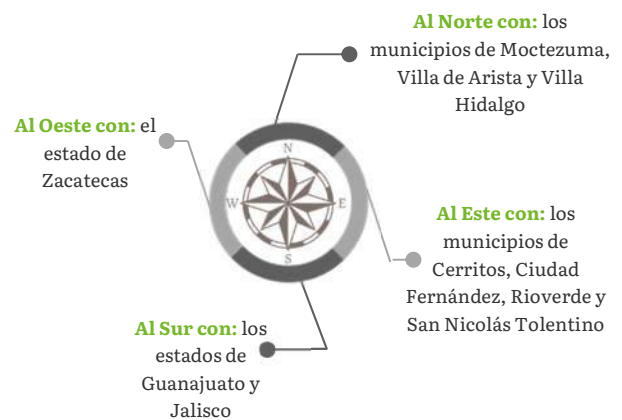 Al Norte con: los
municipios de Moctezuma,
Villa de Arista y Villa
Hidalgo
Al Oeste con: el
estado de
Zacatecas
N
W
E
S
Al Este con: los
municipios de
Cerritos, Ciudad
Fernández, Rioverde y
San Nicolás Tolentino
Al Sur con: los
estados de
Guanajuato y
Jalisco